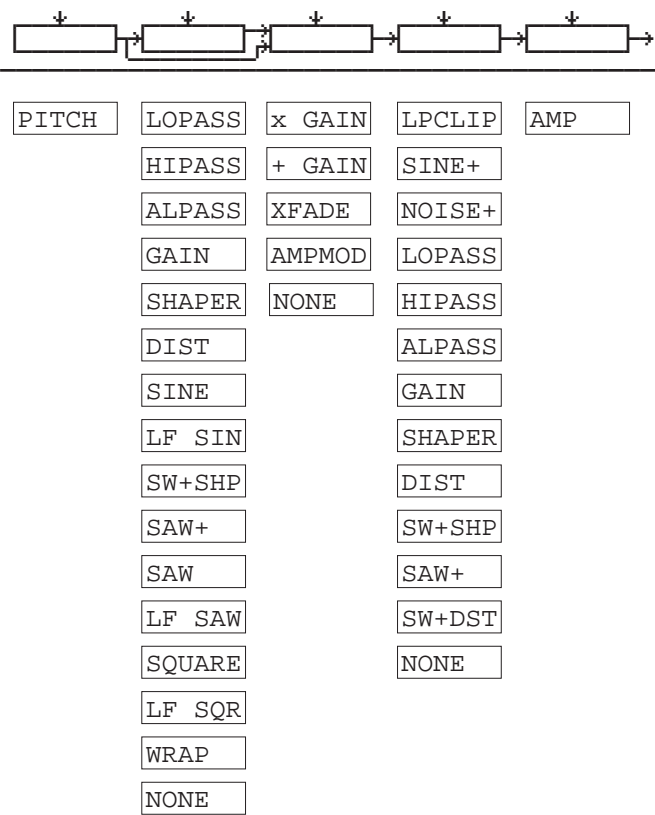 PITCH LOPASS x GAIN LPCLIP AMP
HIPASS + GAIN SINE+
ALPASS XFADE NOISE+
GAIN AMPMOD LOPASS
SHAPER NONE HIPASS
DIST ALPASS
SINE GAIN
LF SIN SHAPER
SW+SHP DIST
SAW+ SW+SHP
SAW SAW+
LF SAW SW+DST
SQUARE NONE
LF SQR
WRAP
NONE